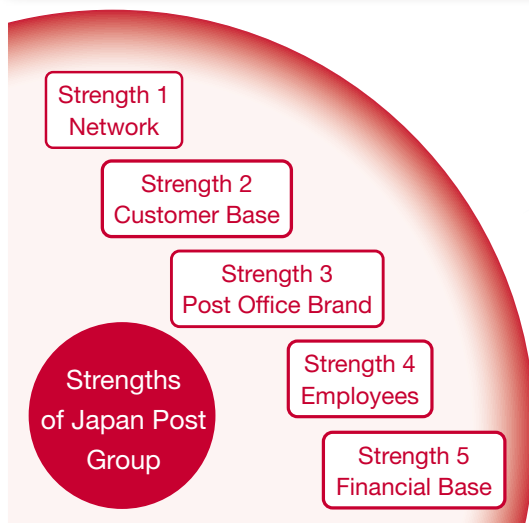 Strength 1
Network
Strength 2
Customer Base
Strength 3
Post Office Brand
Strength 4
Employees
Strength 5
Financial Base
Strengths
of Japan Post
Group